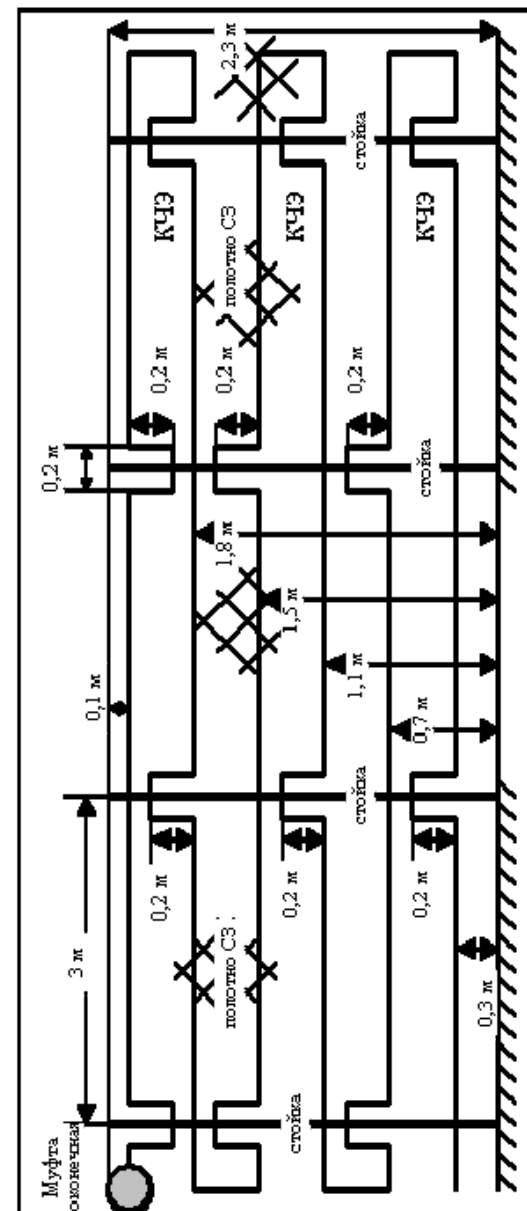 Муфта
оконечная
3 м
0,1 м
0,2 м
2,3 м
0,2 м
0,2 м
КЧЭ
полотно СЗ
1,8 м
0,2 м
полотно СЗ
1,5 м
0,2 м
КЧЭ
1,1 м
0,2 м
0,7 м
0,2 м
КЧЭ
0,3 м
стойка
стойка
стойка
стойка